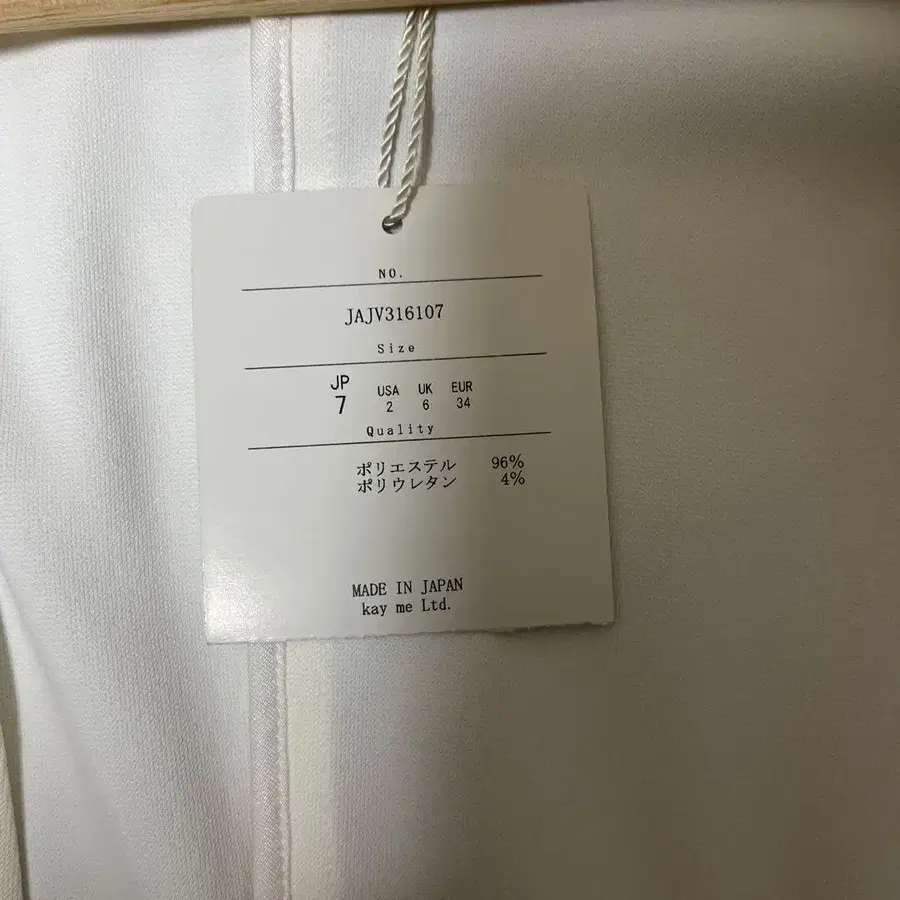 NO.
JAJV316107
Size
JP USA UK EUR
7 2 6 34
Quality
ポリエステル 96%
ポリウレタン 4%
MADE IN JAPAN
kay me Ltd.